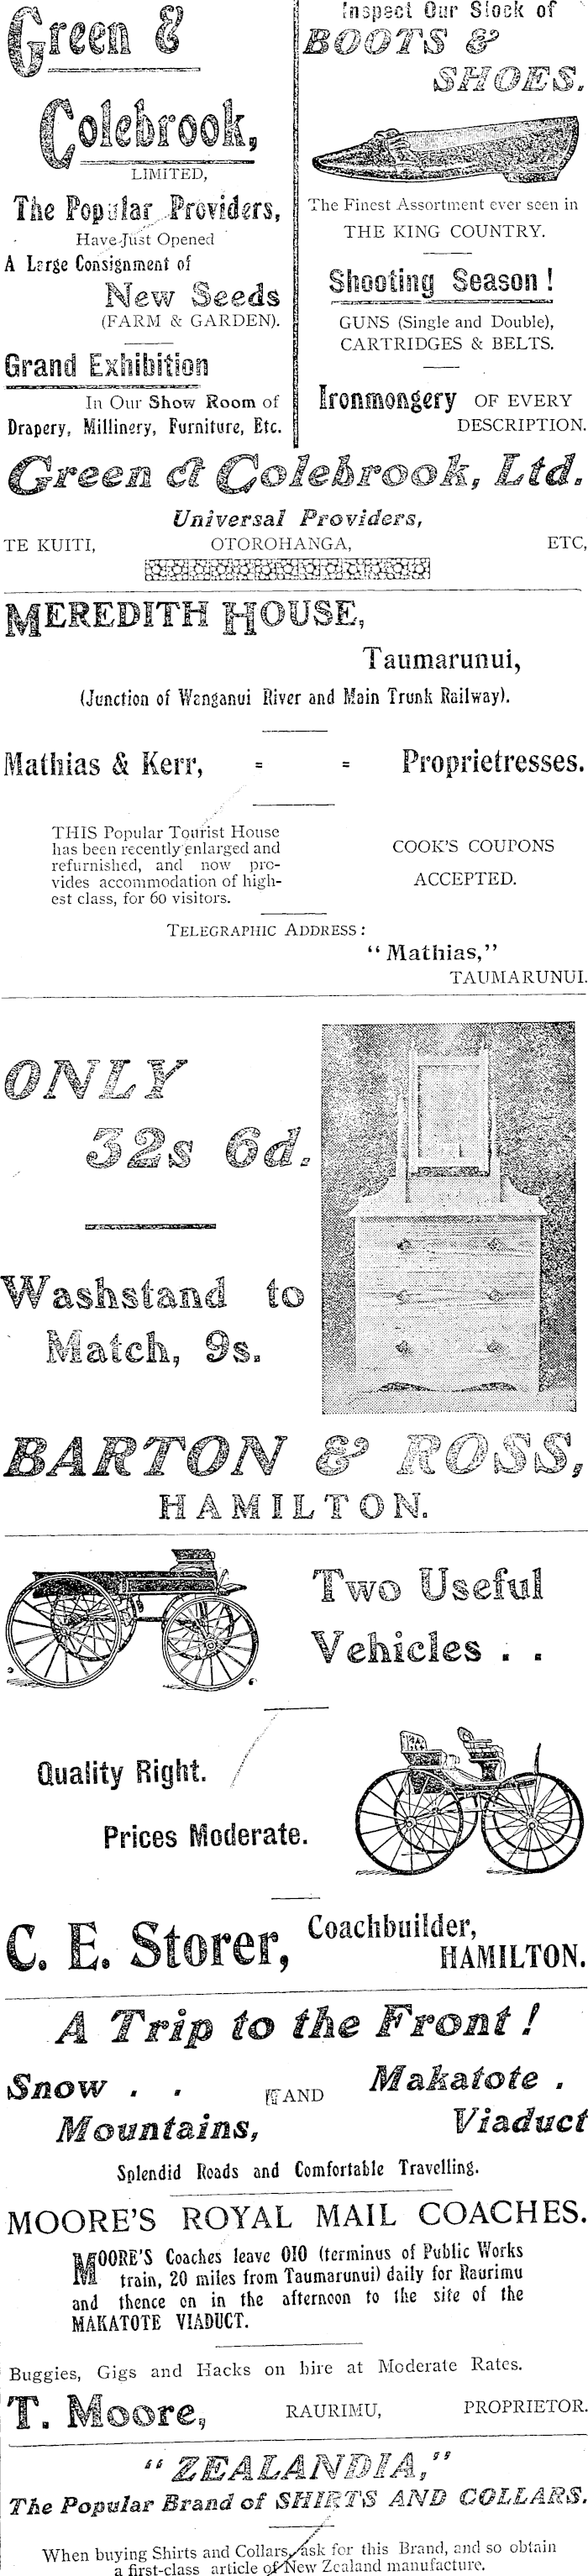 Green &
Colebrook,
LIMITED,
The Popular Providers,
Have Just Opened
A Large Consignment of
New Seeds
(FARM & GARDEN).
Grand Exhibition
In Our Show Room of
Drapery, Millinery, Furniture, Etc.
Inspect Our Stock of
BOOTS &
SHOES.
The Finest Assortment ever seen in
THE KING COUNTRY.
Shooting Season!
GUNS (Single and Double),
CARTRIDGES & BELTS.
Ironmongery OF EVERY
DESCRIPTION.
Green & Colebrook, Ltd.
Universal Providers,
TE KUITI, OTOROHANGA, ETC,
MEREDITH HOUSE,
Taumarunui,
(Junction of Wanganui River and Main Trunk Railway).
Mathias & Kerr, = = Proprietresses.
THIS Popular Tourist House
has been recently enlarged and
refurnished, and now pro-
vides accommodation of high-
est class, for 60 visitors.
COOK'S COUPONS
ACCEPTED.
TELEGRAPHIC ADDRESS:
"Mathias,"
TAUMARUNUI.
ONLY
32s 6d.
Washstand to
Match, 9s.
BARTON & ROSS,
HAMILTON.
Two Useful
Vehicles . .
Quality Right.
Prices Moderate.
C. E. Storer, Coachbuilder,
HAMILTON.
A Trip to the Front!
Snow . .
Mountains,
AND
Makatote .
Viaduct
Splendid Roads and Comfortable Travelling.
MOORE'S ROYAL MAIL COACHES.
MOORE'S Coaches leave OIO (terminus of Public Works
train, 20 miles from Taumarunui) daily for Raurimu
and thence on in the afternoon to the site of the
MAKATOTE VIADUCT.
Buggies, Gigs and Hacks on hire at Moderate Rates.
T. Moore, RAURIMU, PROPRIETOR.
"ZEALANDIA,"
The Popular Brand of SHIRTS AND COLLARS.
When buying Shirts and Collars, ask for this Brand, and so obtain
a first-class article of New Zealand manufacture.